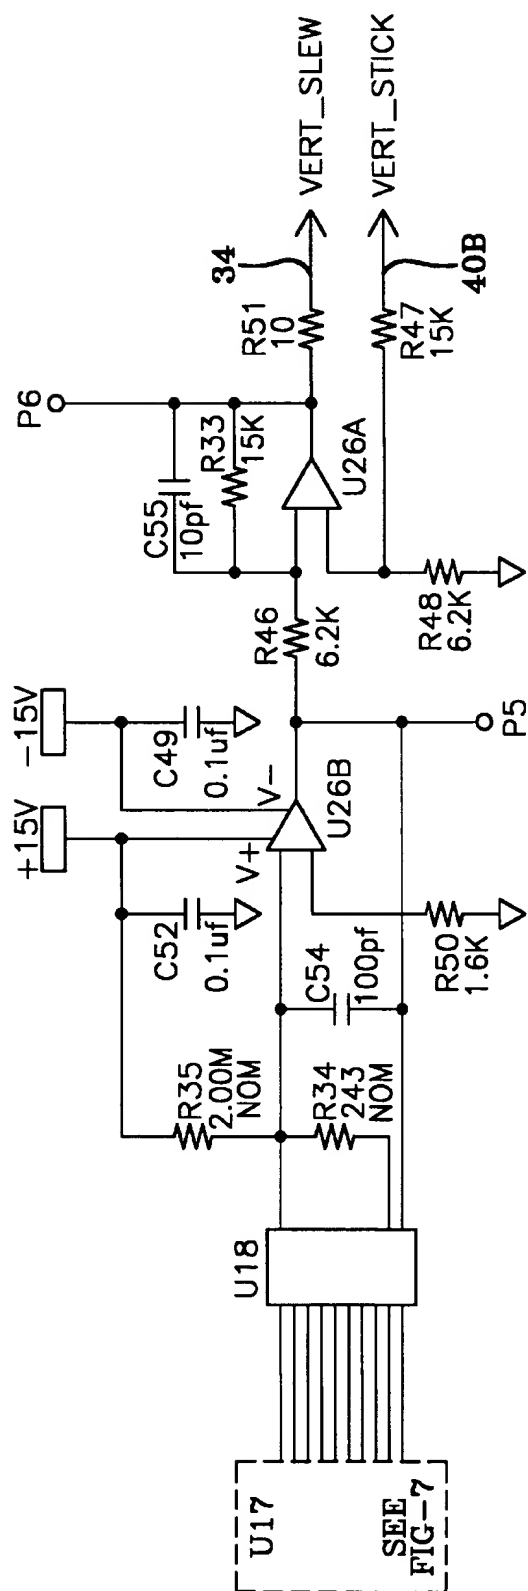 U17
SEE
FIG-7
U18
R35
2.00M
NOM
R34
243
NOM
+15V
-15V
C52
0.1uf
C49
0.1uf
V+
V-
U26B
C54
100pf
R50
1.6K
P5
R46
6.2K
P6
C55
10pf
R33
15K
U26A
R48
6.2K
R51
10
34
VERT_SLEW
R47
15K
40B
VERT_STICK